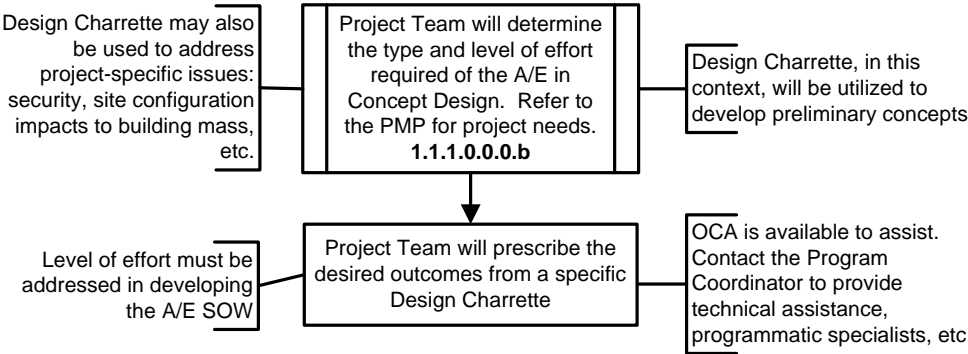 Design Charrette may also
be used to address
project-specific issues:
security, site configuration
impacts to building mass,
etc.
Project Team will determine
the type and level of effort
required of the A/E in
Concept Design.  Refer to
the PMP for project needs.
1.1.1.0.0.0.b
Design Charrette, in this
context, will be utilized to
develop preliminary concepts
Level of effort must be
addressed in developing
the A/E SOW
Project Team will prescribe the
desired outcomes from a specific
Design Charrette
OCA is available to assist.
Contact the Program
Coordinator to provide
technical assistance,
programmatic specialists, etc